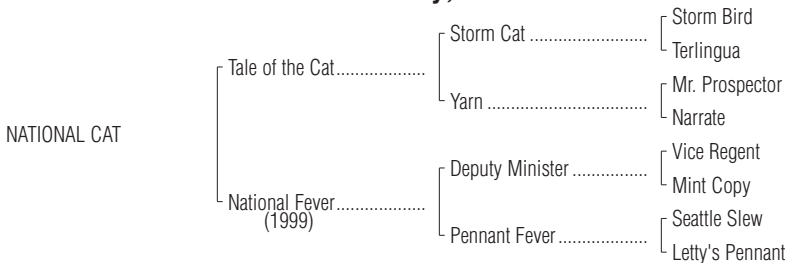 Storm Bird
Storm Cat ............................
Terlingua
Tale of the Cat...................
Mr. Prospector
Yarn ....................................
Narrate
NATIONAL CAT
Vice Regent
Deputy Minister ..................
Mint Copy
National Fever....................
(1999)
Seattle Slew
Pennant Fever .....................
Letty's Pennant